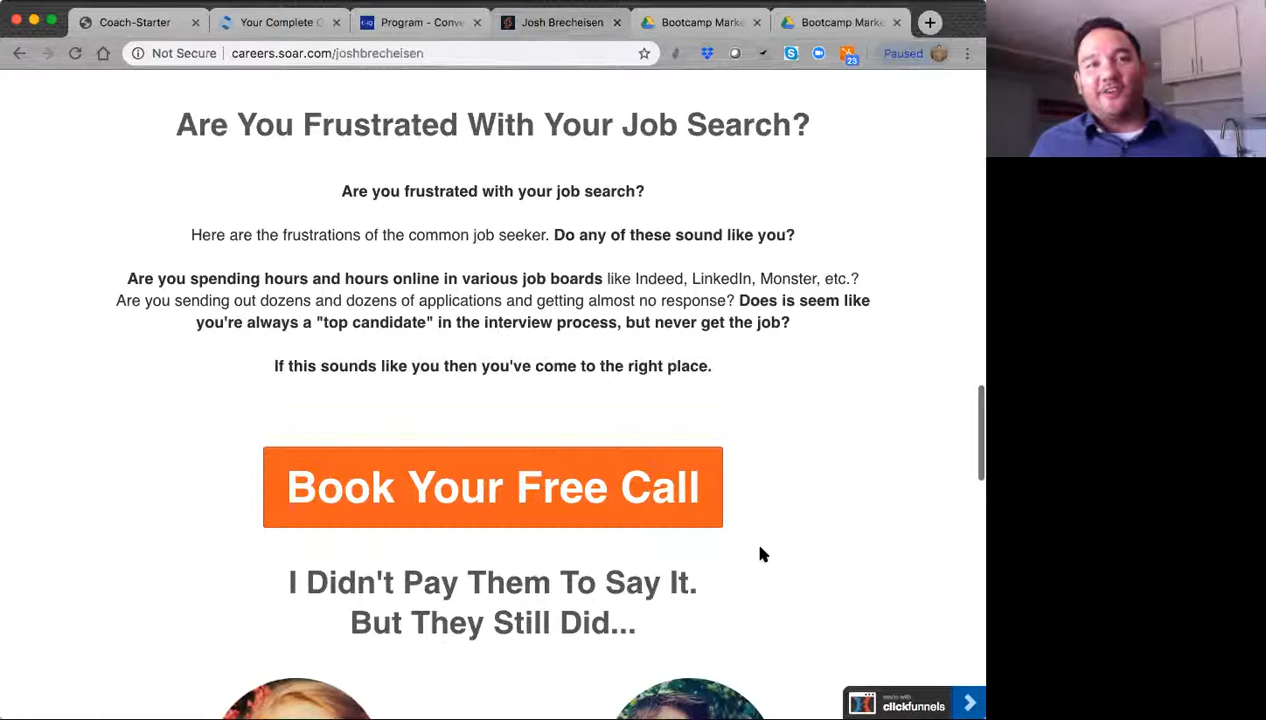 Coach-Starter
Your Complete G
Program - Conve
Josh Brecheisen
Bootcamp Marke
Bootcamp Marke
Not Secure
careers.soar.com/joshbrecheisen
23
Paused
Are You Frustrated With Your Job Search?
Are you frustrated with your job search?
Here are the frustrations of the common job seeker. Do any of these sound like you?
Are you spending hours and hours online in various job boards like Indeed, LinkedIn, Monster, etc.?
Are you sending out dozens and dozens of applications and getting almost no response? Does is seem like
you're always a "top candidate" in the interview process, but never get the job?
If this sounds like you then you've come to the right place.
Book Your Free Call
I Didn't Pay Them To Say It.
But They Still Did...
made with
clickfunnels